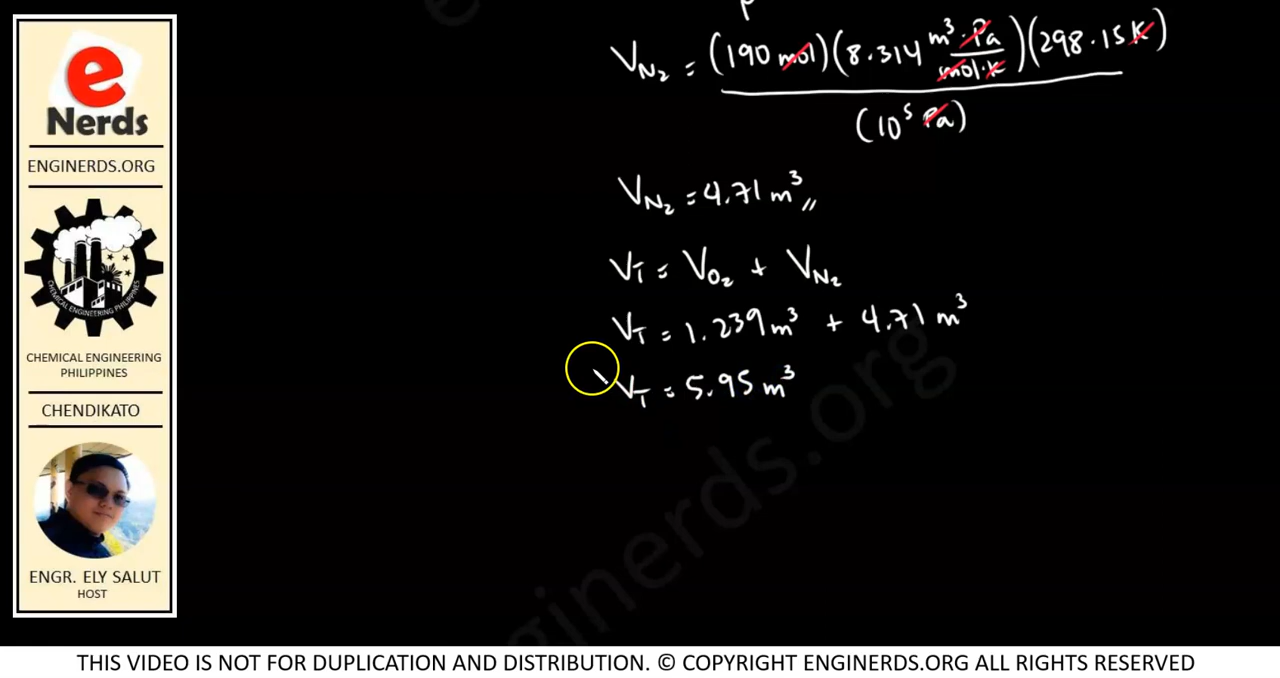 e
Nerds
ENGINERDS.ORG
CHEMICAL ENGINEERING PHILIPPINES
CHEMICAL ENGINEERING
PHILIPPINES
CHENDIKATO
ENGR. ELY SALUT
HOST
P
V_N₂ = (190 mol)(8.314 m³·Pa/mol·K)(298.15 K)
(10⁵ Pa)
V_N₂ = 4.71 m³ //
V_T = V_O₂ + V_N₂
V_T = 1.239 m³ + 4.71 m³
V_T = 5.95 m³
enginerds.org
THIS VIDEO IS NOT FOR DUPLICATION AND DISTRIBUTION. © COPYRIGHT ENGINERDS.ORG ALL RIGHTS RESERVED